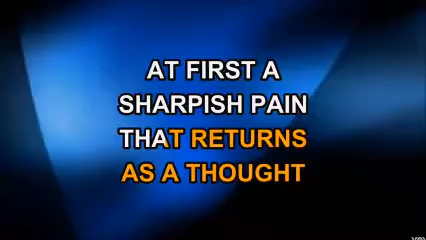 AT FIRST A
SHARPISH PAIN
THAT RETURNS
AS A THOUGHT